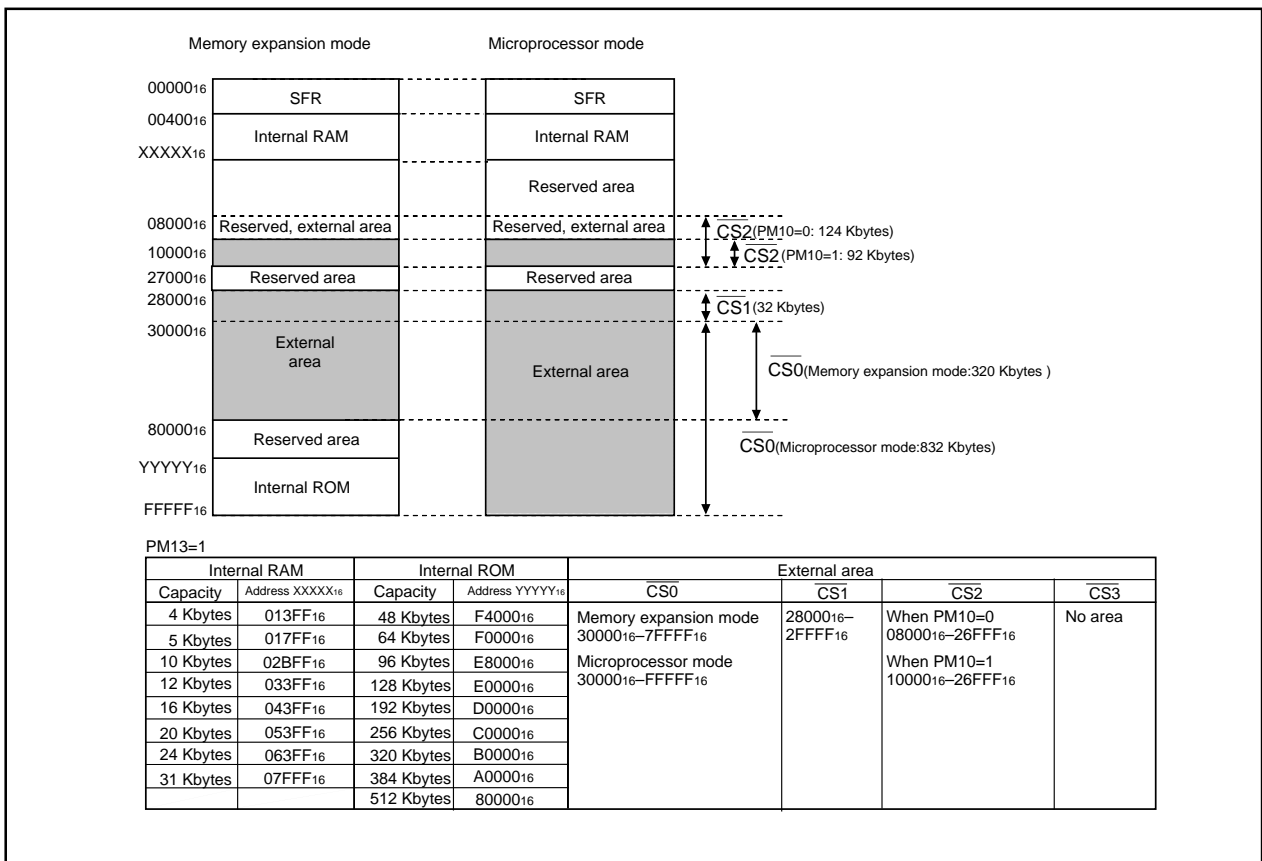 Memory expansion mode
Microprocessor mode
0000016
SFR
SFR
0040016
Internal RAM
Internal RAM
XXXXX16
Reserved area
0800016
Reserved, external area
Reserved, external area
CS2(PM10=0: 124 Kbytes)
1000016
CS2(PM10=1: 92 Kbytes)
2700016
Reserved area
Reserved area
2800016
CS1(32 Kbytes)
3000016
External
area
External area
CS0(Memory expansion mode:320 Kbytes )
8000016
Reserved area
CS0(Microprocessor mode:832 Kbytes)
YYYYY16
Internal ROM
FFFFF16
PM13=1
Internal RAM Internal ROM External area
Capacity Address XXXXX16 Capacity Address YYYYY16 CS0 CS1 CS2 CS3
4 Kbytes 013FF16 48 Kbytes F400016 Memory expansion mode 2800016– When PM10=0 No area
5 Kbytes 017FF16 64 Kbytes F000016 3000016–7FFFF16 2FFFF16 0800016–26FFF16
10 Kbytes 02BFF16 96 Kbytes E800016 Microprocessor mode When PM10=1
12 Kbytes 033FF16 128 Kbytes E000016 3000016–FFFFF16 1000016–26FFF16
16 Kbytes 043FF16 192 Kbytes D000016
20 Kbytes 053FF16 256 Kbytes C000016
24 Kbytes 063FF16 320 Kbytes B000016
31 Kbytes 07FFF16 384 Kbytes A000016
512 Kbytes 8000016